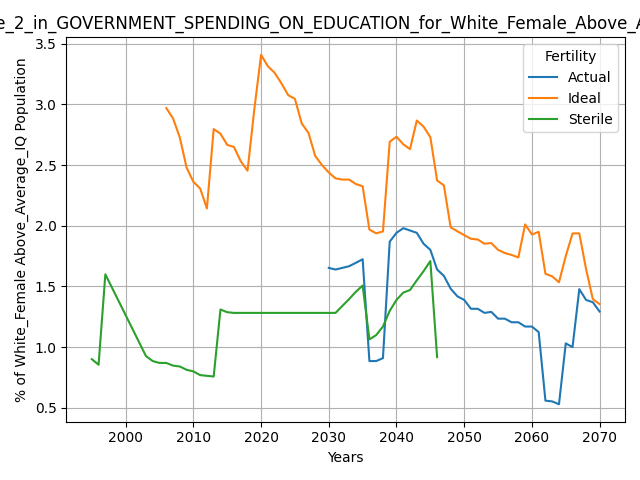 e_2_in_GOVERNMENT_SPENDING_ON_EDUCATION_for_White_Female_Above_A
3.5
3.0
2.5
2.0
1.5
1.0
0.5
% of White_Female Above_Average_IQ Population
Fertility
Actual
Ideal
Sterile
2000
2010
2020
2030
2040
2050
2060
2070
Years